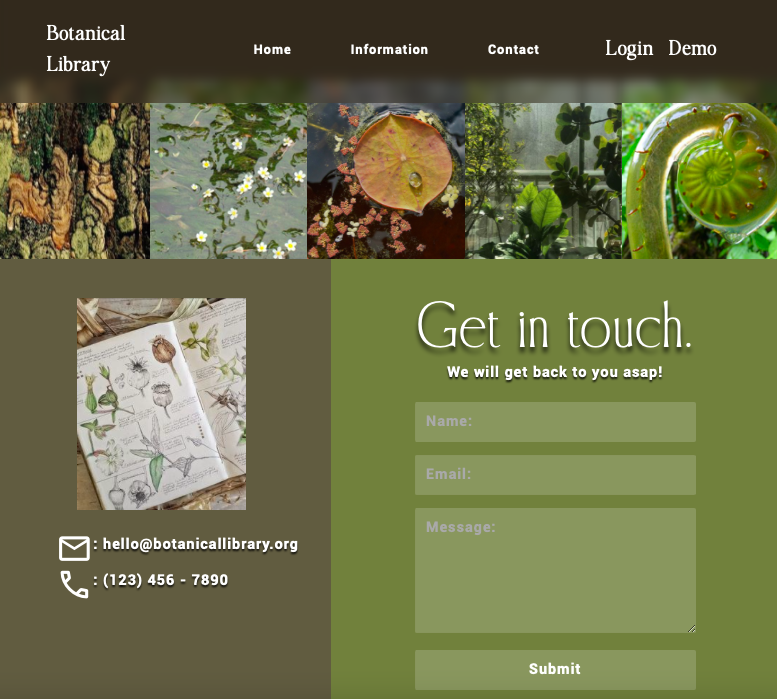 Botanical
Library
Home Information Contact Login Demo
Get in touch.
We will get back to you asap!
Name:
Email:
Message:
Submit
: hello@botanicallibrary.org
: (123) 456 - 7890